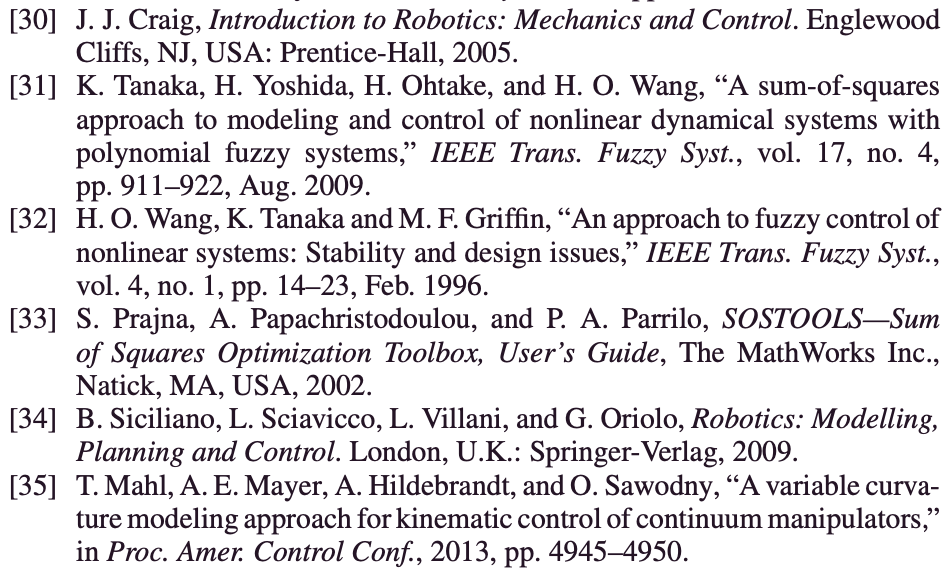 [30] J. J. Craig, Introduction to Robotics: Mechanics and Control. Englewood
Cliffs, NJ, USA: Prentice-Hall, 2005.
[31] K. Tanaka, H. Yoshida, H. Ohtake, and H. O. Wang, “A sum-of-squares
approach to modeling and control of nonlinear dynamical systems with
polynomial fuzzy systems,” IEEE Trans. Fuzzy Syst., vol. 17, no. 4,
pp. 911–922, Aug. 2009.
[32] H. O. Wang, K. Tanaka and M. F. Griffin, “An approach to fuzzy control of
nonlinear systems: Stability and design issues,” IEEE Trans. Fuzzy Syst.,
vol. 4, no. 1, pp. 14–23, Feb. 1996.
[33] S. Prajna, A. Papachristodoulou, and P. A. Parrilo, SOSTOOLS—Sum
of Squares Optimization Toolbox, User’s Guide, The MathWorks Inc.,
Natick, MA, USA, 2002.
[34] B. Siciliano, L. Sciavicco, L. Villani, and G. Oriolo, Robotics: Modelling,
Planning and Control. London, U.K.: Springer-Verlag, 2009.
[35] T. Mahl, A. E. Mayer, A. Hildebrandt, and O. Sawodny, “A variable curva-
ture modeling approach for kinematic control of continuum manipulators,”
in Proc. Amer. Control Conf., 2013, pp. 4945–4950.